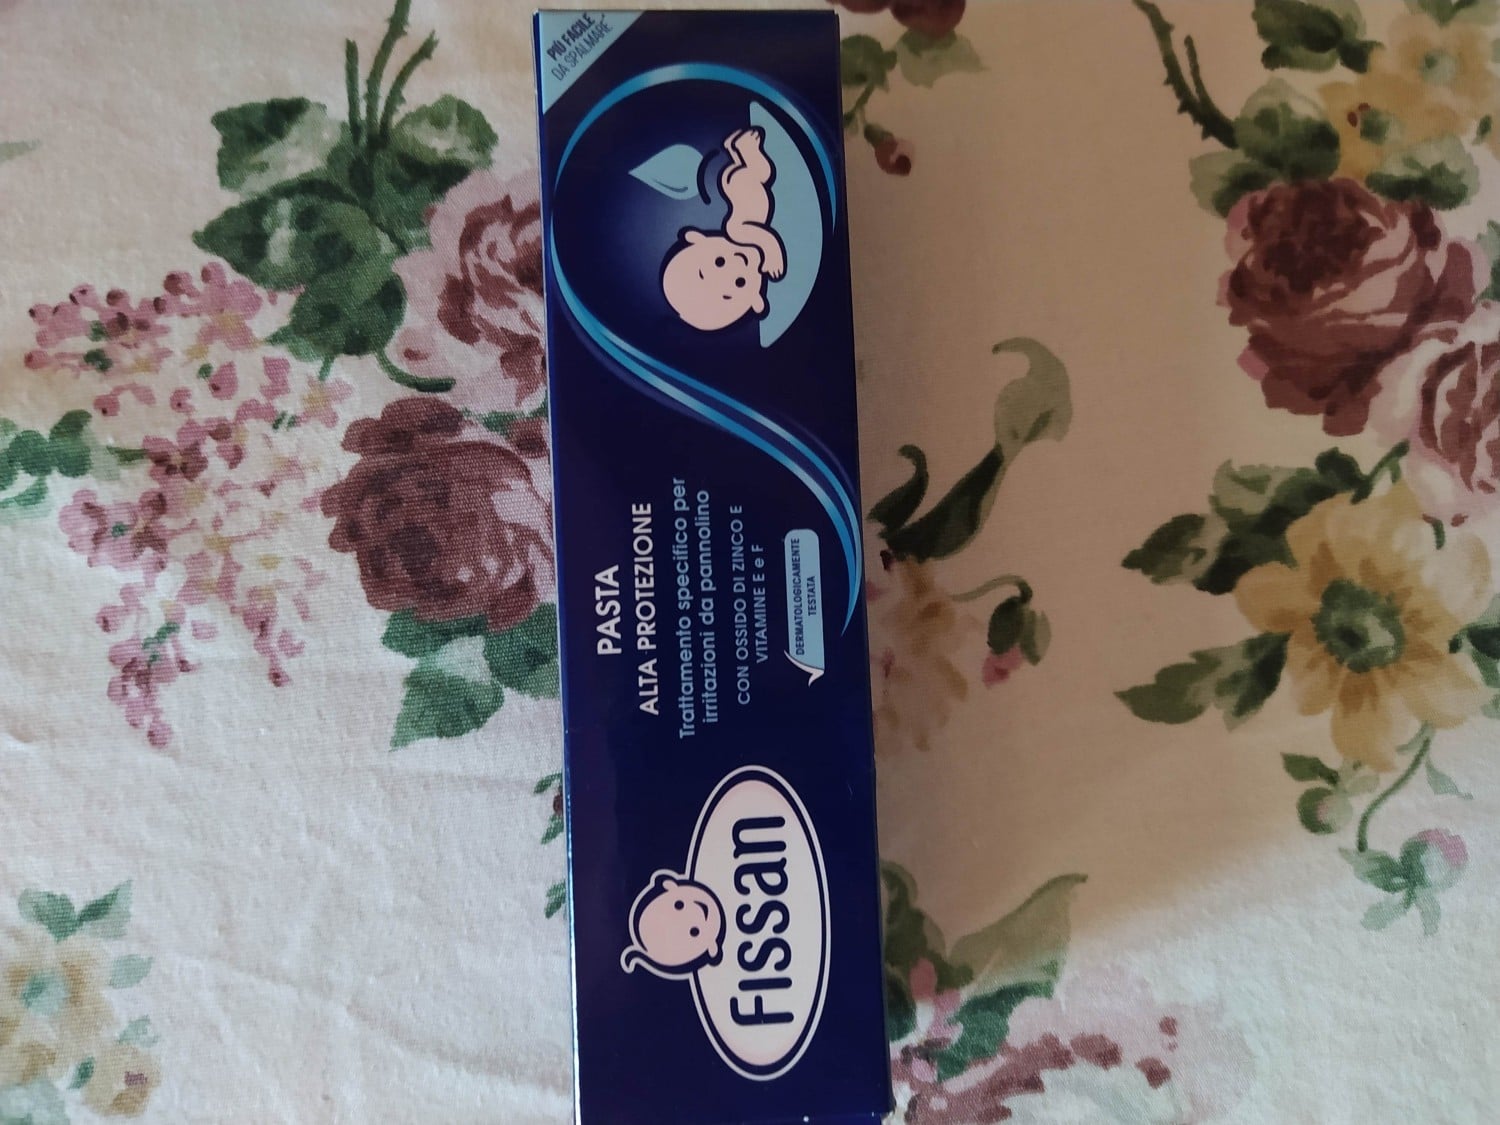 Fissan
PASTA
ALTA PROTEZIONE
Trattamento specifico per
irritazioni da pannolino
CON OSSIDO DI ZINCO E
VITAMINE E e F
DERMATOLOGICAMENTE
TESTATA
PIÙ FACILE
DA SPALMARE*